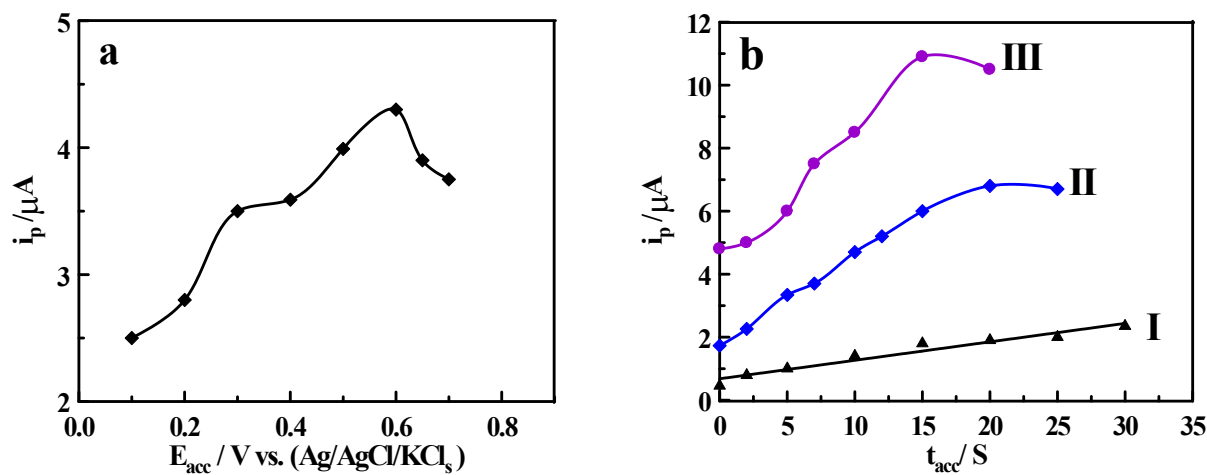 a
5
4
3
2
i_p /μA
0.0 0.2 0.4 0.6 0.8
E_acc / V vs. (Ag/AgCl/KCl_s)
b
III
II
I
12
10
8
6
4
2
0
i_p /μA
0 5 10 15 20 25 30 35
t_acc/ S